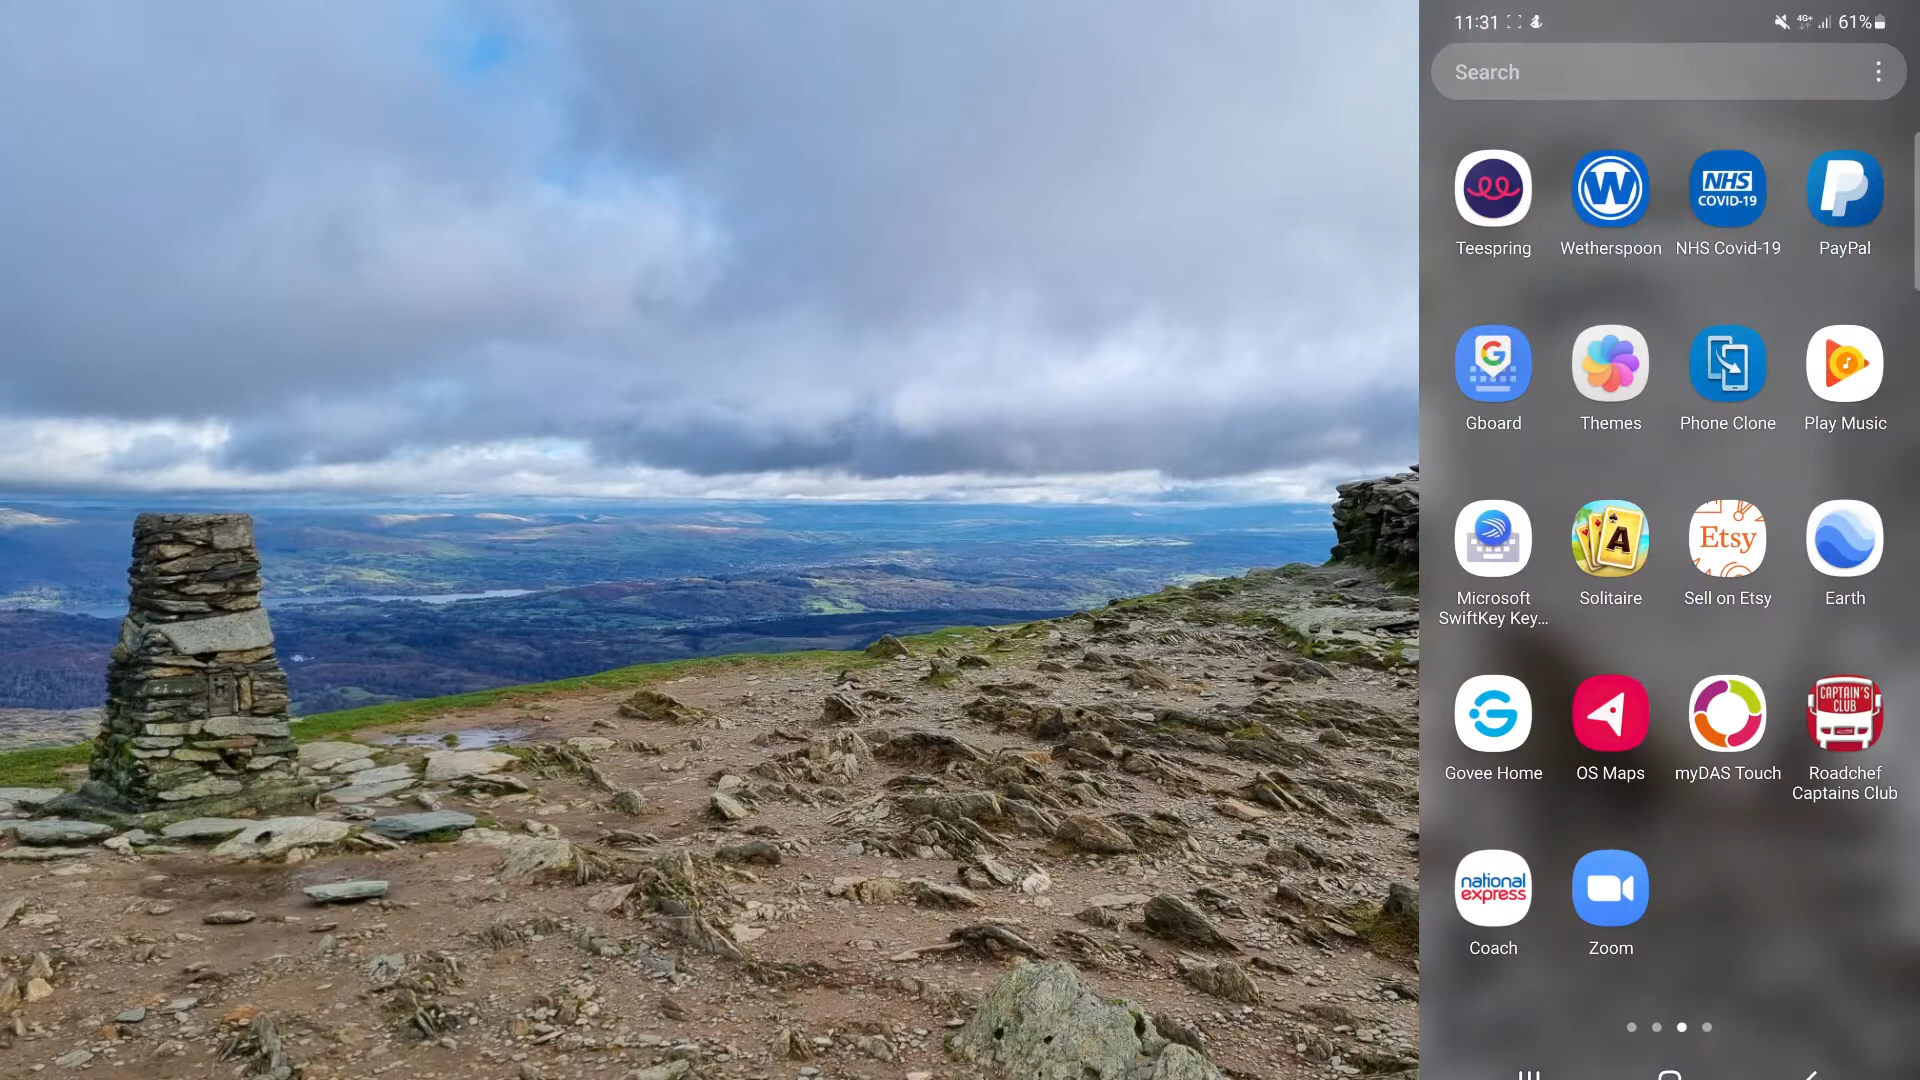 11:31
4G+ 61%
Search
NHS
COVID-19
Teespring Wetherspoon NHS Covid-19 PayPal
Gboard Themes Phone Clone Play Music
A
Etsy
Microsoft
SwiftKey Key... Solitaire Sell on Etsy Earth
CAPTAIN'S
CLUB
Govee Home OS Maps myDAS Touch Roadchef
Captains Club
national
express
Coach Zoom